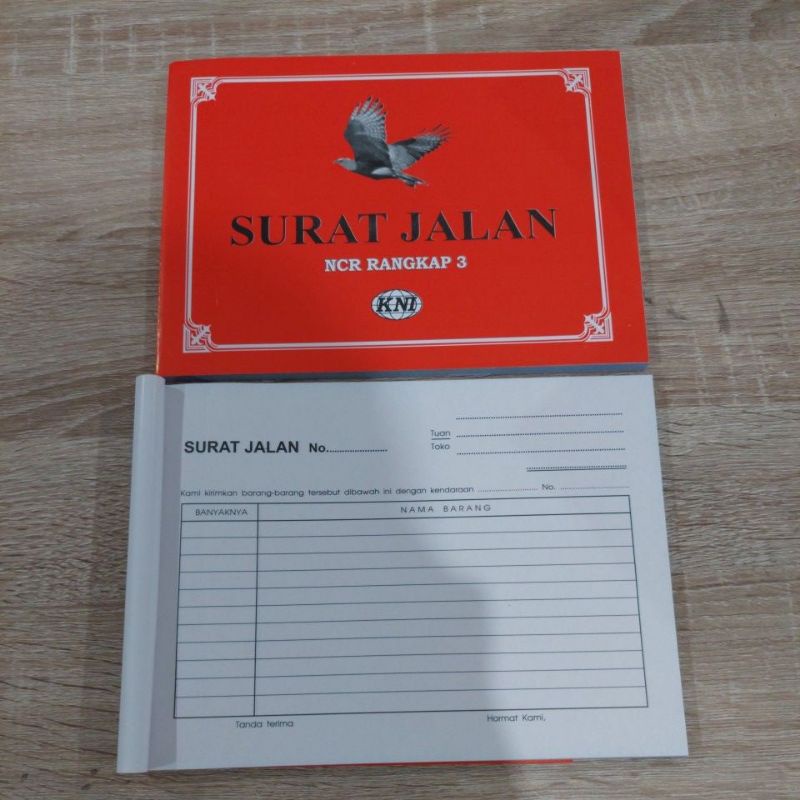 SURAT JALAN
NCR RANGKAP 3
KNI
SURAT JALAN No.....................
Tuan
Toko
Kami kirimkan barang-barang tersebut dibawah ini dengan kendaraan .................... No. ....................
BANYAKNYA NAMA BARANG
Tanda terima Hormat Kami,